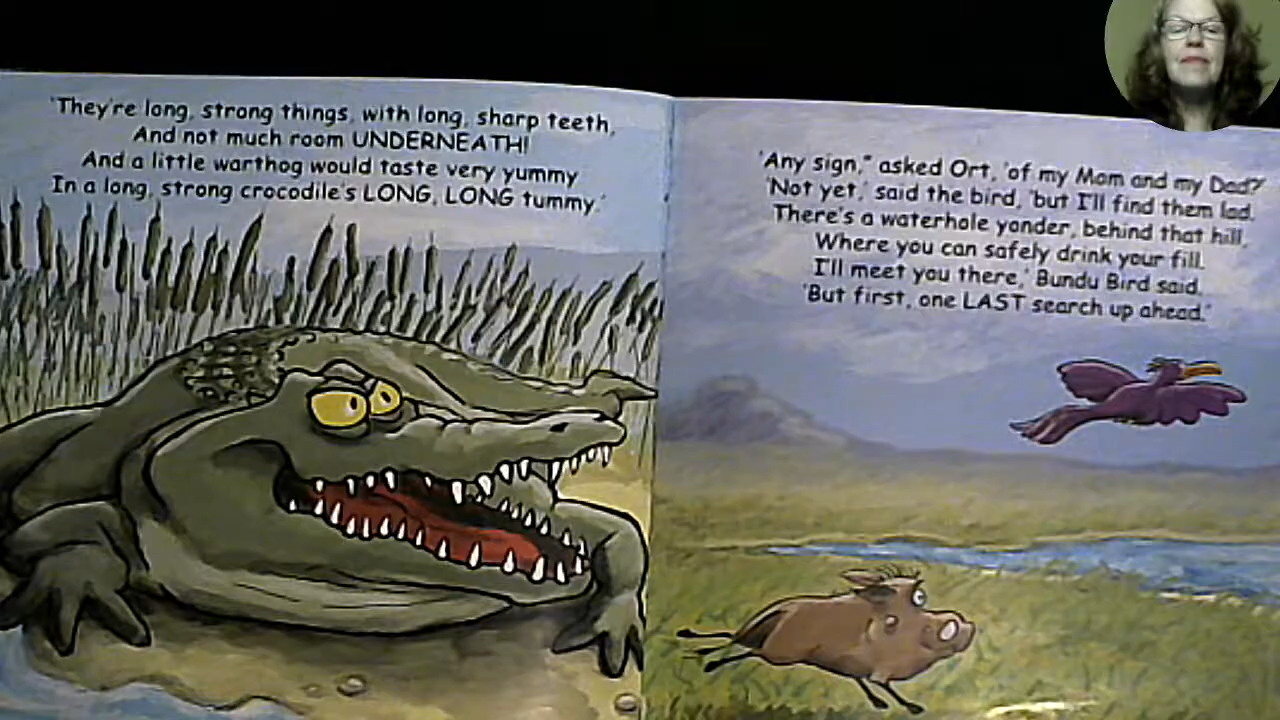 'They're long, strong things, with long, sharp teeth,
And not much room UNDERNEATH!
And a little warthog would taste very yummy
In a long, strong crocodile's LONG, LONG tummy.'
'Any sign," asked Ort, 'of my Mom and my Dad?'
'Not yet,' said the bird, 'but I'll find them lad.
There's a waterhole yonder, behind that hill,
Where you can safely drink your fill.
I'll meet you there,' Bundu Bird said.
'But first, one LAST search up ahead.'